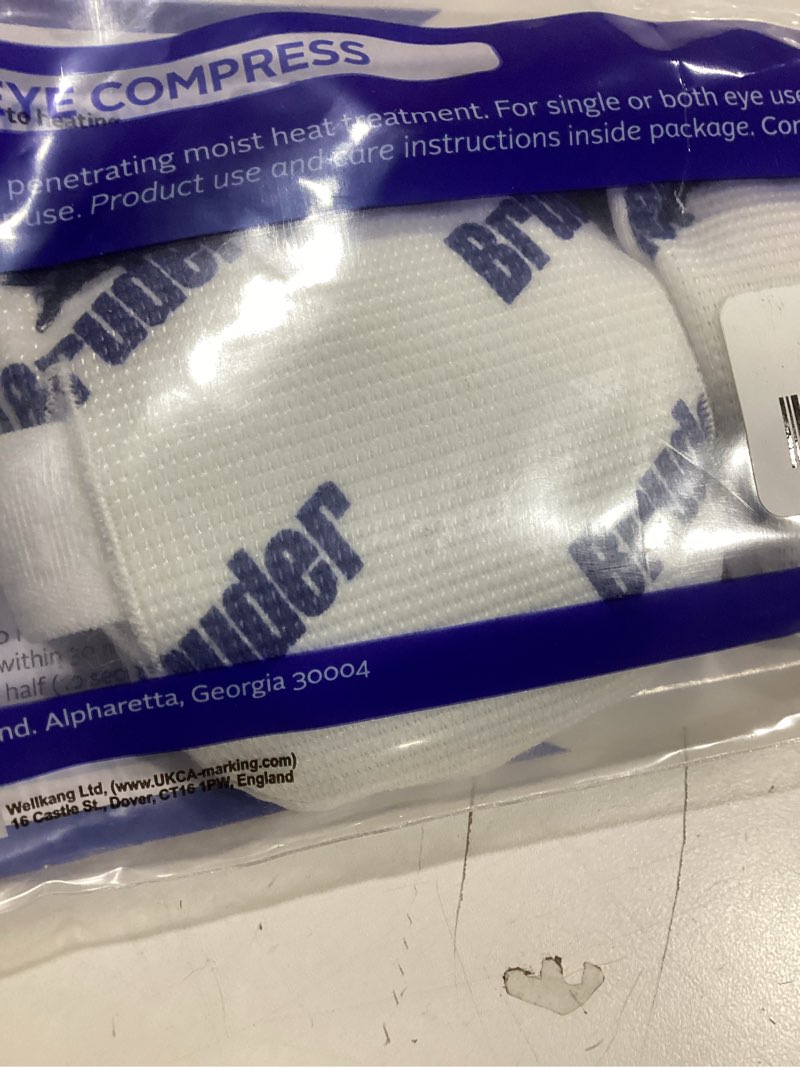 EYE COMPRESS
to heating
penetrating moist heat treatment. For single or both eye use
use. Product use and care instructions inside package.
Bruder
Bruder
Bruder
within
half
Alpharetta, Georgia 30004
Wellkang Ltd, (www.UKCA-marking.com)
16 Castle St., Dover, CT16 1PW, England